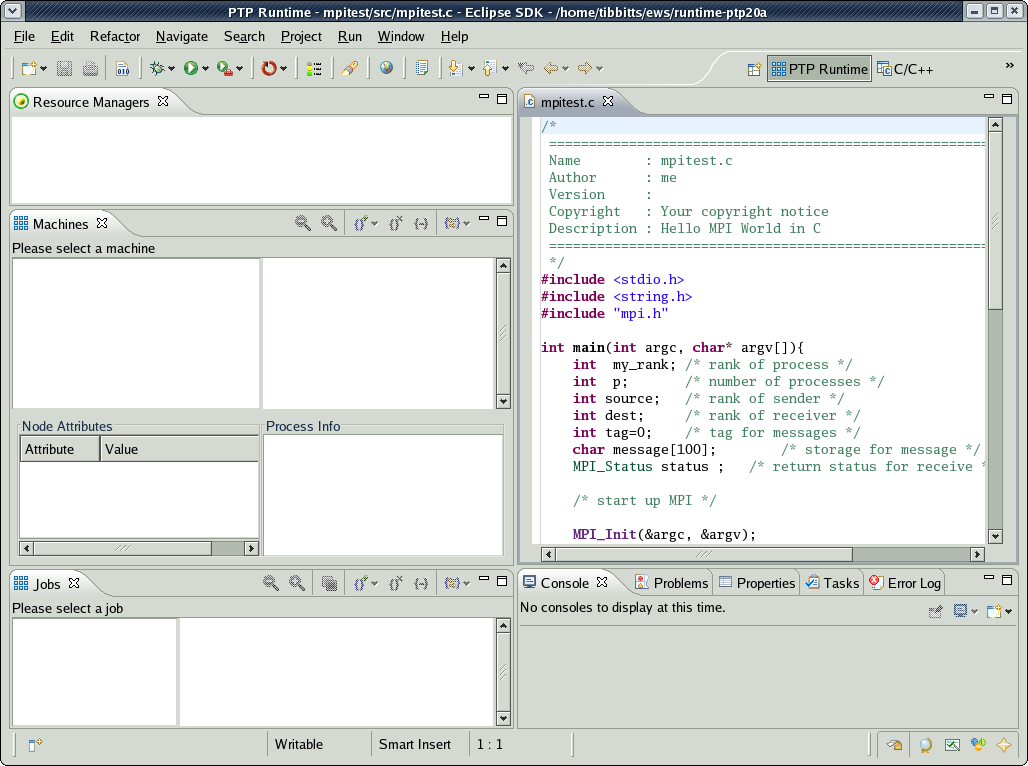 PTP Runtime - mpitest/src/mpitest.c - Eclipse SDK - /home/tibbitts/ews/runtime-ptp20a
File Edit Refactor Navigate Search Project Run Window Help
PTP Runtime C/C++ »
Resource Managers
Machines
Please select a machine
Node Attributes Process Info
Attribute Value
Jobs
Please select a job
mpitest.c
/*
============================================================
Name : mpitest.c
Author : me
Version :
Copyright : Your copyright notice
Description : Hello MPI World in C
============================================================
*/
#include <stdio.h>
#include <string.h>
#include "mpi.h"
int main(int argc, char* argv[]){
int my_rank; /* rank of process */
int p; /* number of processes */
int source; /* rank of sender */
int dest; /* rank of receiver */
int tag=0; /* tag for messages */
char message[100]; /* storage for message */
MPI_Status status ; /* return status for receive *
/* start up MPI */
MPI_Init(&argc, &argv);
Console Problems Properties Tasks Error Log
No consoles to display at this time.
Writable Smart Insert 1 : 1